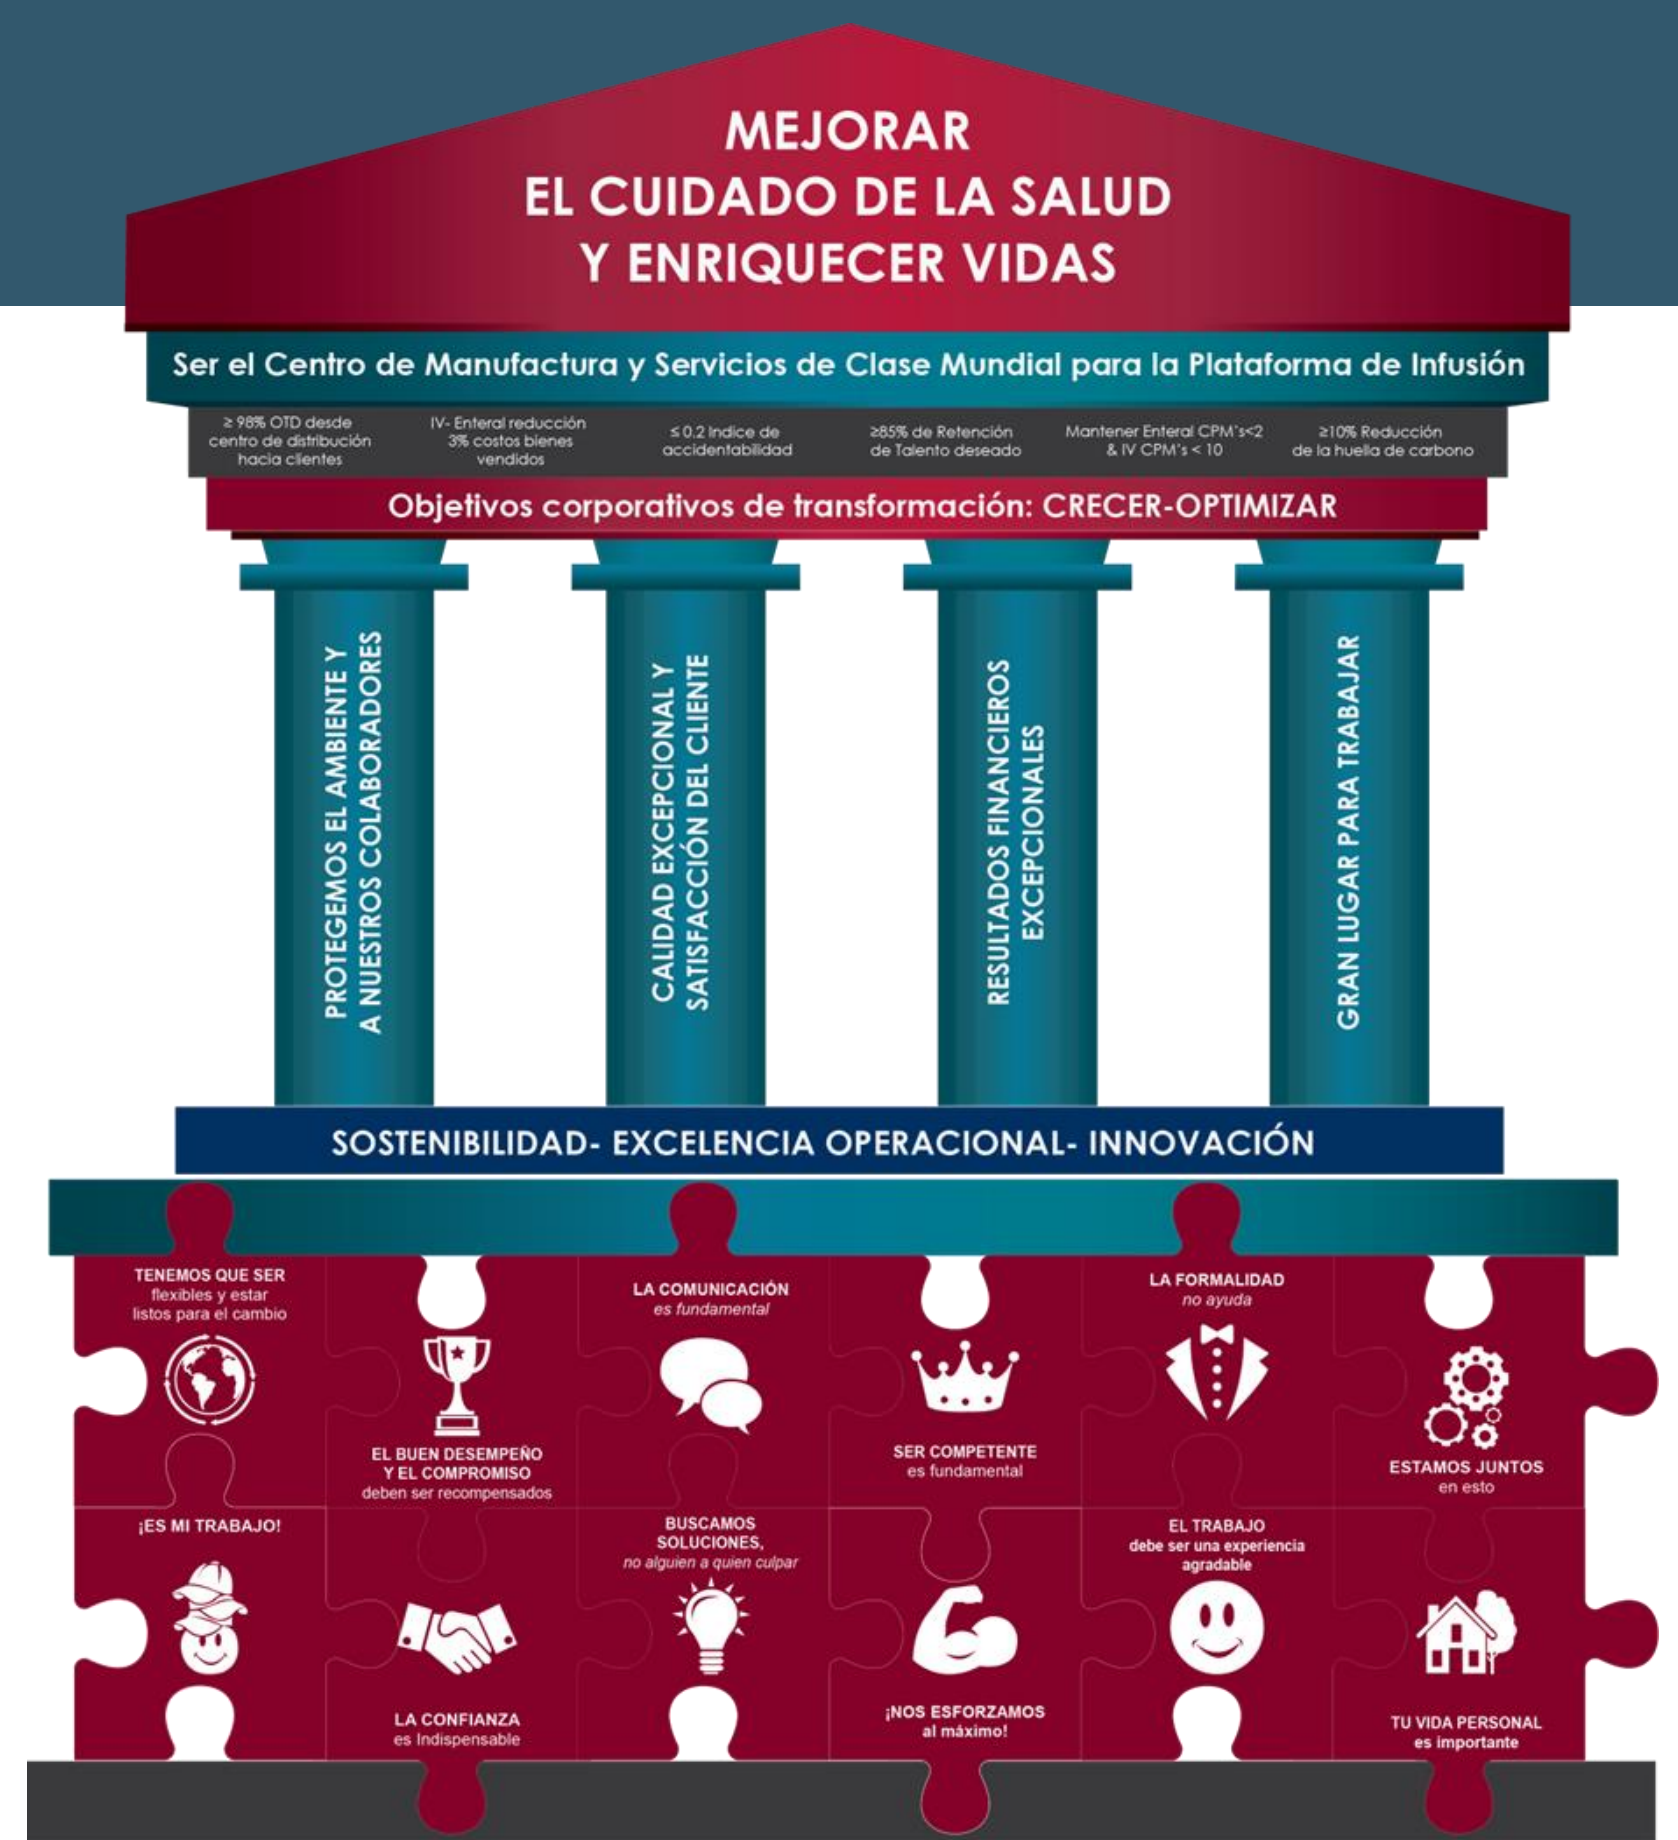 MEJORAR
EL CUIDADO DE LA SALUD
Y ENRIQUECER VIDAS
Ser el Centro de Manufactura y Servicios de Clase Mundial para la Plataforma de Infusión
≥ 98% OTD desde
centro de distribución
hacia clientes
IV- Enteral reducción
3% costos bienes
vendidos
≤ 0.2 Indice de
accidentabilidad
≥85% de Retención
de Talento deseado
Mantener Enteral CPM's<2
& IV CPM's < 10
≥10% Reducción
de la huella de carbono
Objetivos corporativos de transformación: CRECER-OPTIMIZAR
PROTEGEMOS EL AMBIENTE Y
A NUESTROS COLABORADORES
CALIDAD EXCEPCIONAL Y
SATISFACCIÓN DEL CLIENTE
RESULTADOS FINANCIEROS
EXCEPCIONALES
GRAN LUGAR PARA TRABAJAR
SOSTENIBILIDAD- EXCELENCIA OPERACIONAL- INNOVACIÓN
TENEMOS QUE SER
flexibles y estar
listos para el cambio
EL BUEN DESEMPEÑO
Y EL COMPROMISO
deben ser recompensados
LA COMUNICACIÓN
es fundamental
SER COMPETENTE
es fundamental
LA FORMALIDAD
no ayuda
ESTAMOS JUNTOS
en esto
¡ES MI TRABAJO!
LA CONFIANZA
es Indispensable
BUSCAMOS
SOLUCIONES,
no alguien a quien culpar
¡NOS ESFORZAMOS
al máximo!
EL TRABAJO
debe ser una experiencia
agradable
TU VIDA PERSONAL
es importante